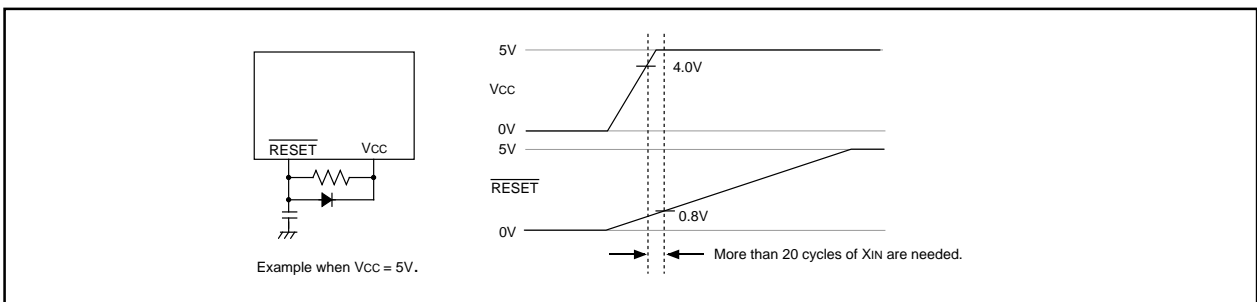 RESET VCC
Example when VCC = 5V.
5V
4.0V
VCC
0V
5V
RESET
0.8V
0V
More than 20 cycles of XIN are needed.